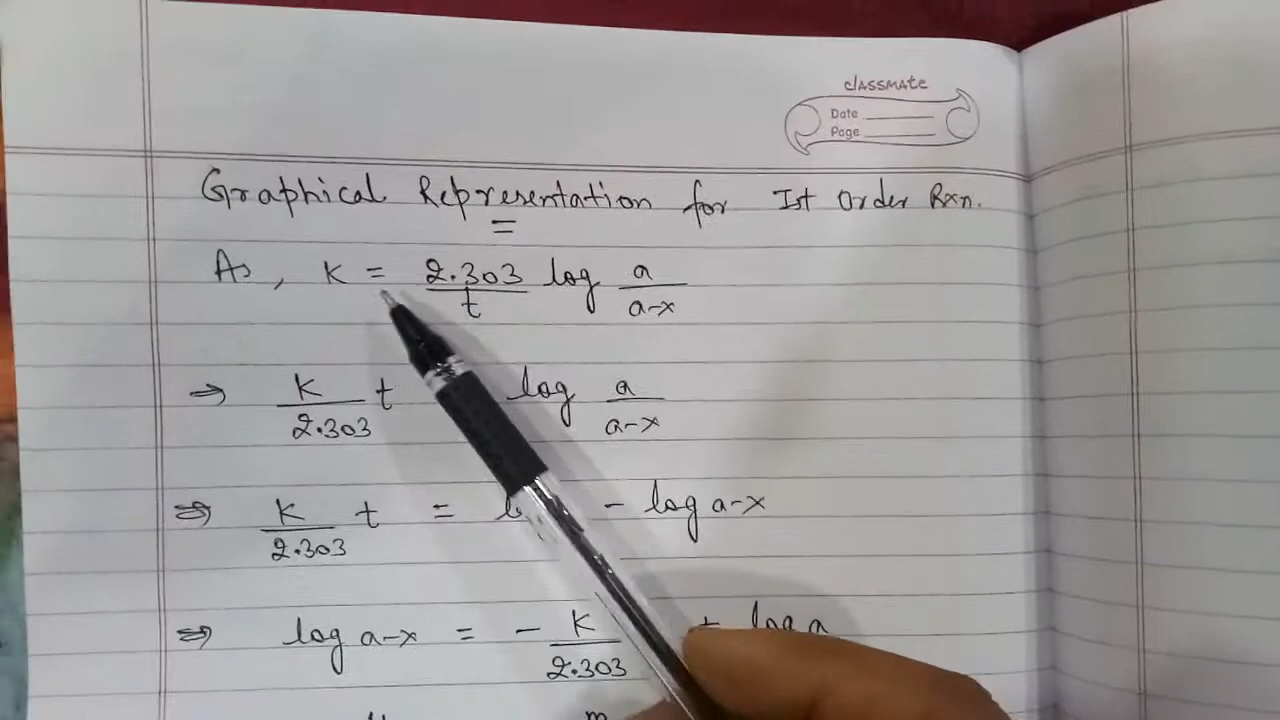 classmate
Date
Page
Graphical Representation for Ist Order Rxn.
=
As, K = 2.303/t log a/a-x
⇒ K/2.303 t log a/a-x
⇒ K/2.303 t = - log a-x
⇒ log a-x = - K/2.303 + log a